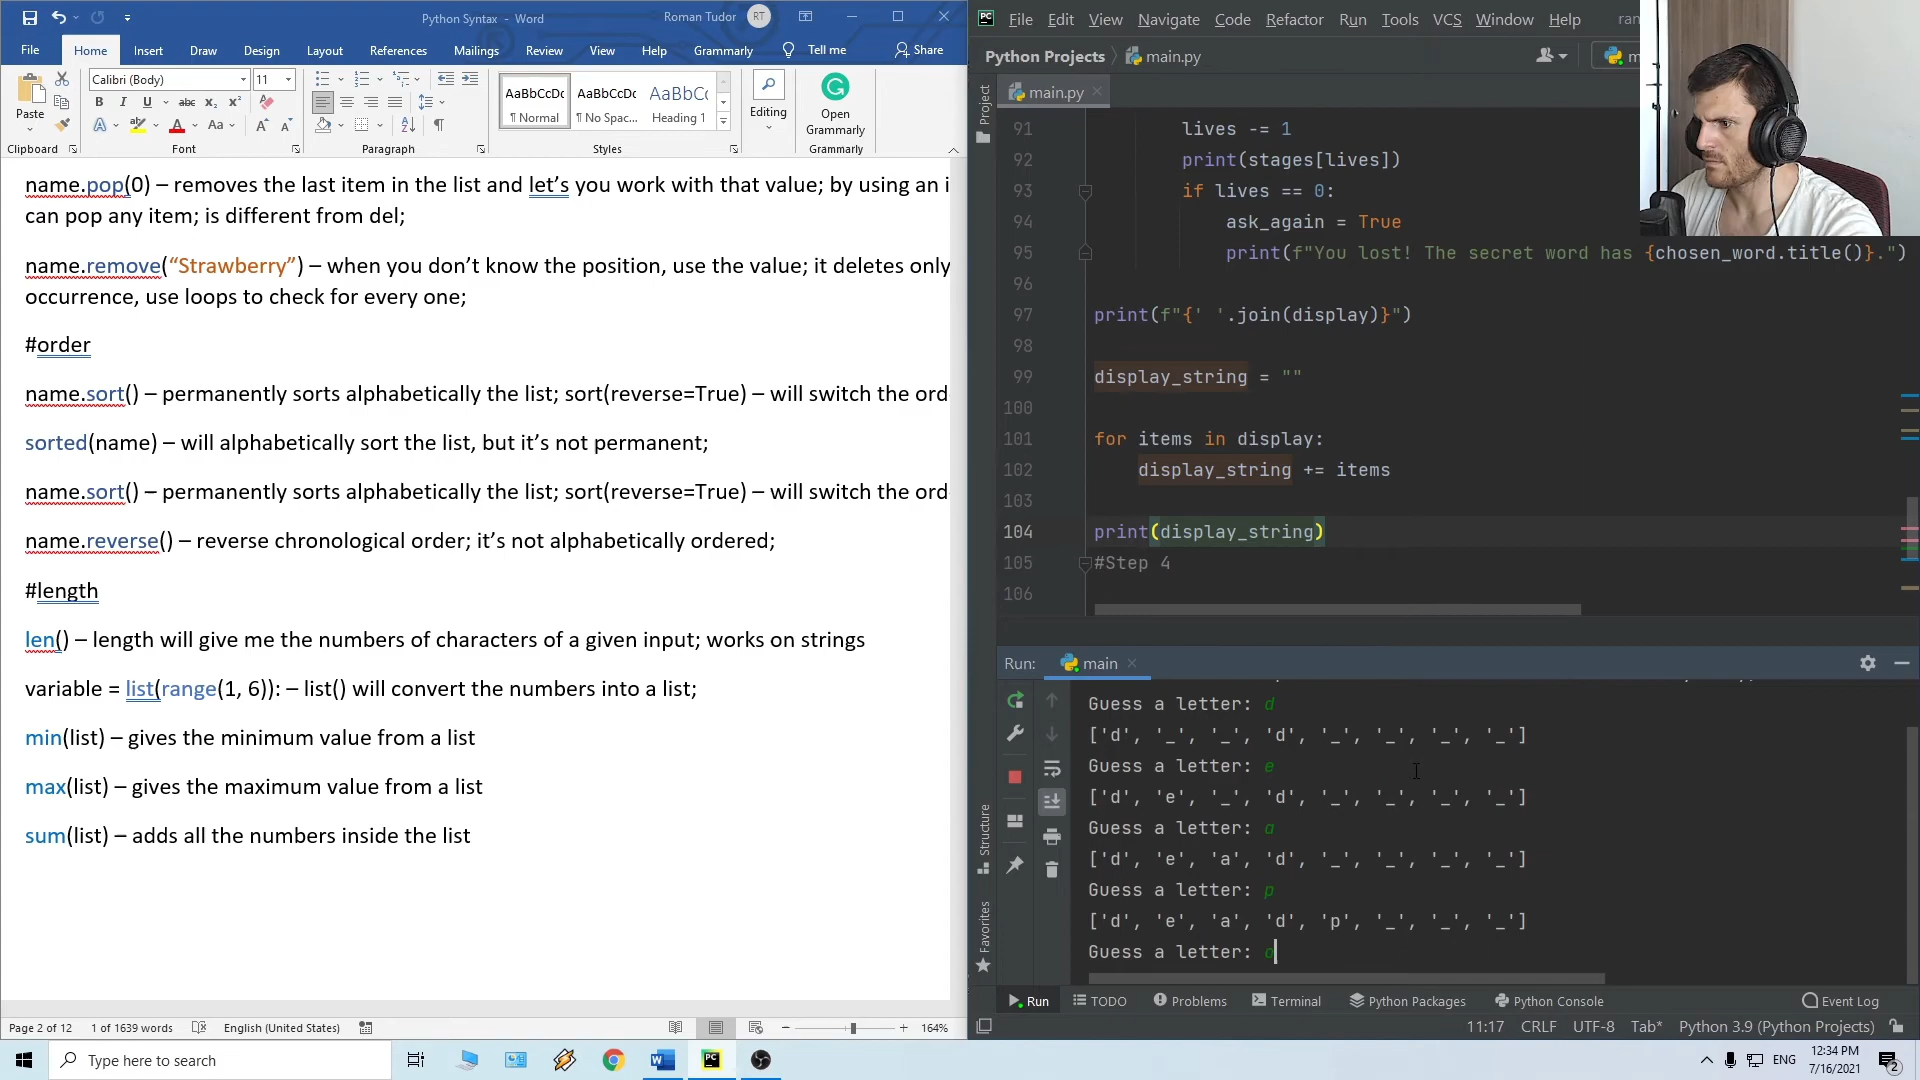 Python Syntax - Word
Roman Tudor
RT
File
Home
Insert
Draw
Design
Layout
References
Mailings
Review
View
Help
Grammarly
Tell me
Share
Paste
Calibri (Body)
11
AaBbCcDc
AaBbCcDc
AaBbC(
¶ Normal
¶ No Spac...
Heading 1
Editing
Open
Grammarly
Clipboard
Font
Paragraph
Styles
Grammarly
name.pop(0) – removes the last item in the list and let’s you work with that value; by using an i
can pop any item; is different from del;
name.remove(“Strawberry”) – when you don’t know the position, use the value; it deletes only
occurrence, use loops to check for every one;
#order
name.sort() – permanently sorts alphabetically the list; sort(reverse=True) – will switch the ord
sorted(name) – will alphabetically sort the list, but it’s not permanent;
name.sort() – permanently sorts alphabetically the list; sort(reverse=True) – will switch the ord
name.reverse() – reverse chronological order; it’s not alphabetically ordered;
#length
len() – length will give me the numbers of characters of a given input; works on strings
variable = list(range(1, 6)): – list() will convert the numbers into a list;
min(list) – gives the minimum value from a list
max(list) – gives the maximum value from a list
sum(list) – adds all the numbers inside the list
Page 2 of 12
1 of 1639 words
English (United States)
164%
PC
File
Edit
View
Navigate
Code
Refactor
Run
Tools
VCS
Window
Help
ran
Python Projects
main.py
m
main.py
Project
91 lives -= 1
92 print(stages[lives])
93 if lives == 0:
94 ask_again = True
95 print(f"You lost! The secret word has {chosen_word.title()}.")
96
97 print(f"{' '.join(display)}")
98
99 display_string = ""
100
101 for items in display:
102 display_string += items
103
104 print(display_string)
105 #Step 4
106
Run:
main
Guess a letter: d
['d', '_', '_', 'd', '_', '_', '_', '_']
Guess a letter: e
['d', 'e', '_', 'd', '_', '_', '_', '_']
Guess a letter: a
['d', 'e', 'a', 'd', '_', '_', '_', '_']
Guess a letter: p
['d', 'e', 'a', 'd', 'p', '_', '_', '_']
Guess a letter: o
Structure
Favorites
Run
TODO
Problems
Terminal
Python Packages
Python Console
Event Log
11:17
CRLF
UTF-8
Tab*
Python 3.9 (Python Projects)
Type here to search
ENG
12:34 PM
7/16/2021
2